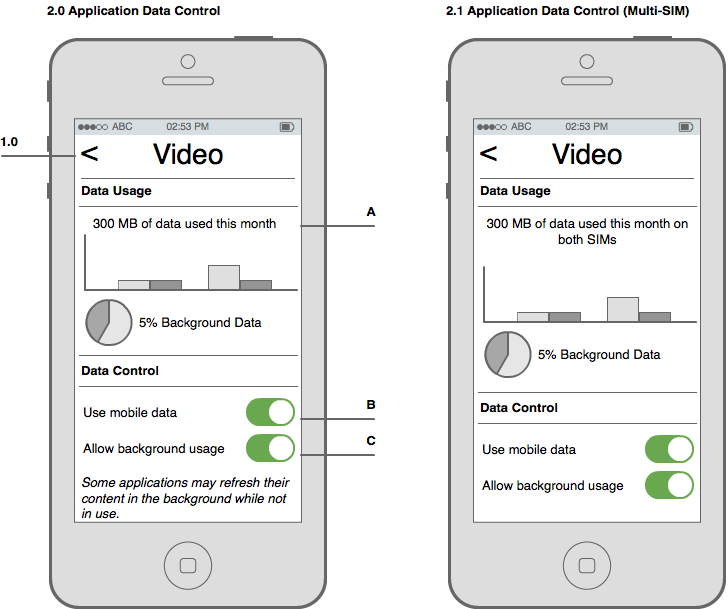 2.0 Application Data Control
ABC 02:53 PM
1.0
<
Video
Data Usage
A
300 MB of data used this month
5% Background Data
Data Control
B
Use mobile data
C
Allow background usage
Some applications may refresh their
content in the background while not
in use.
2.1 Application Data Control (Multi-SIM)
ABC 02:53 PM
<
Video
Data Usage
300 MB of data used this month on
both SIMs
5% Background Data
Data Control
Use mobile data
Allow background usage